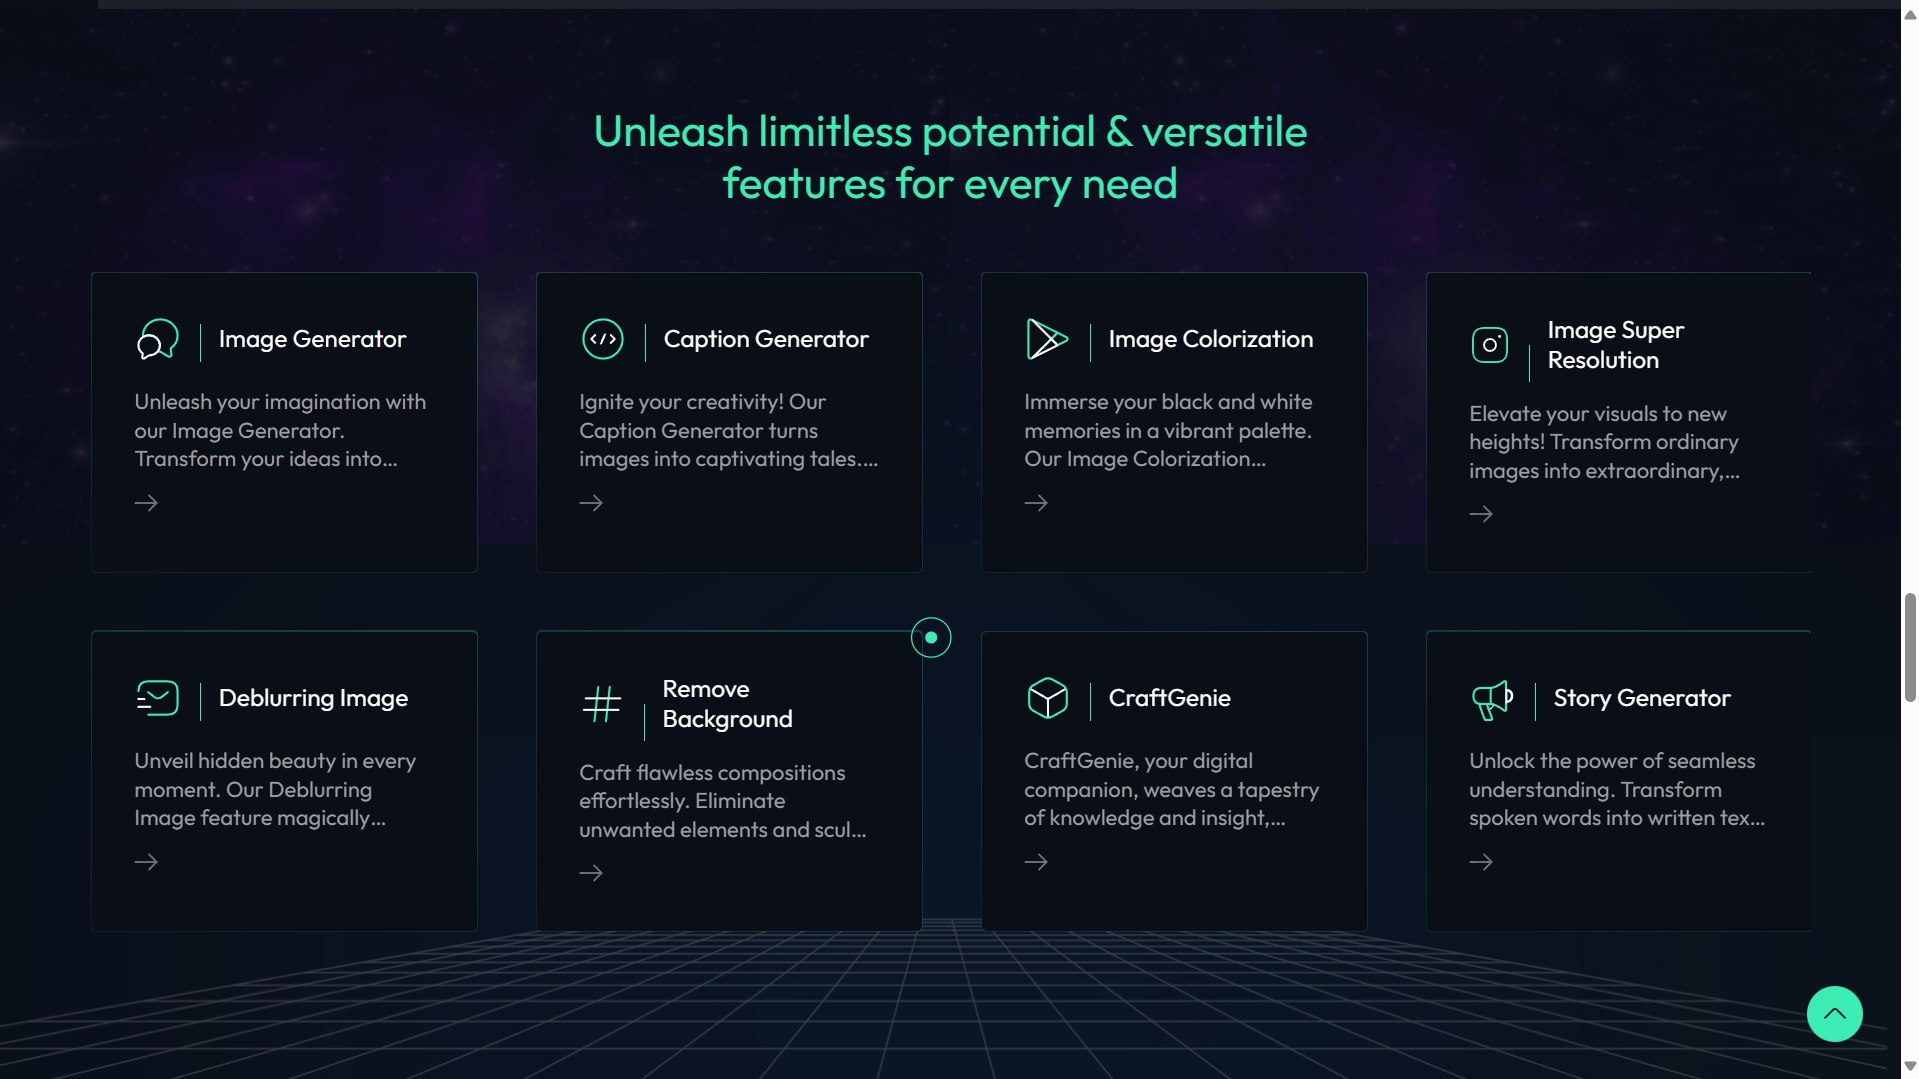 Unleash limitless potential & versatile
features for every need
Image Generator
Unleash your imagination with
our Image Generator.
Transform your ideas into...
Caption Generator
Ignite your creativity! Our
Caption Generator turns
images into captivating tales....
Image Colorization
Immerse your black and white
memories in a vibrant palette.
Our Image Colorization...
Image Super
Resolution
Elevate your visuals to new
heights! Transform ordinary
images into extraordinary,...
Deblurring Image
Unveil hidden beauty in every
moment. Our Deblurring
Image feature magically...
Remove
Background
Craft flawless compositions
effortlessly. Eliminate
unwanted elements and scul...
CraftGenie
CraftGenie, your digital
companion, weaves a tapestry
of knowledge and insight,...
Story Generator
Unlock the power of seamless
understanding. Transform
spoken words into written tex...